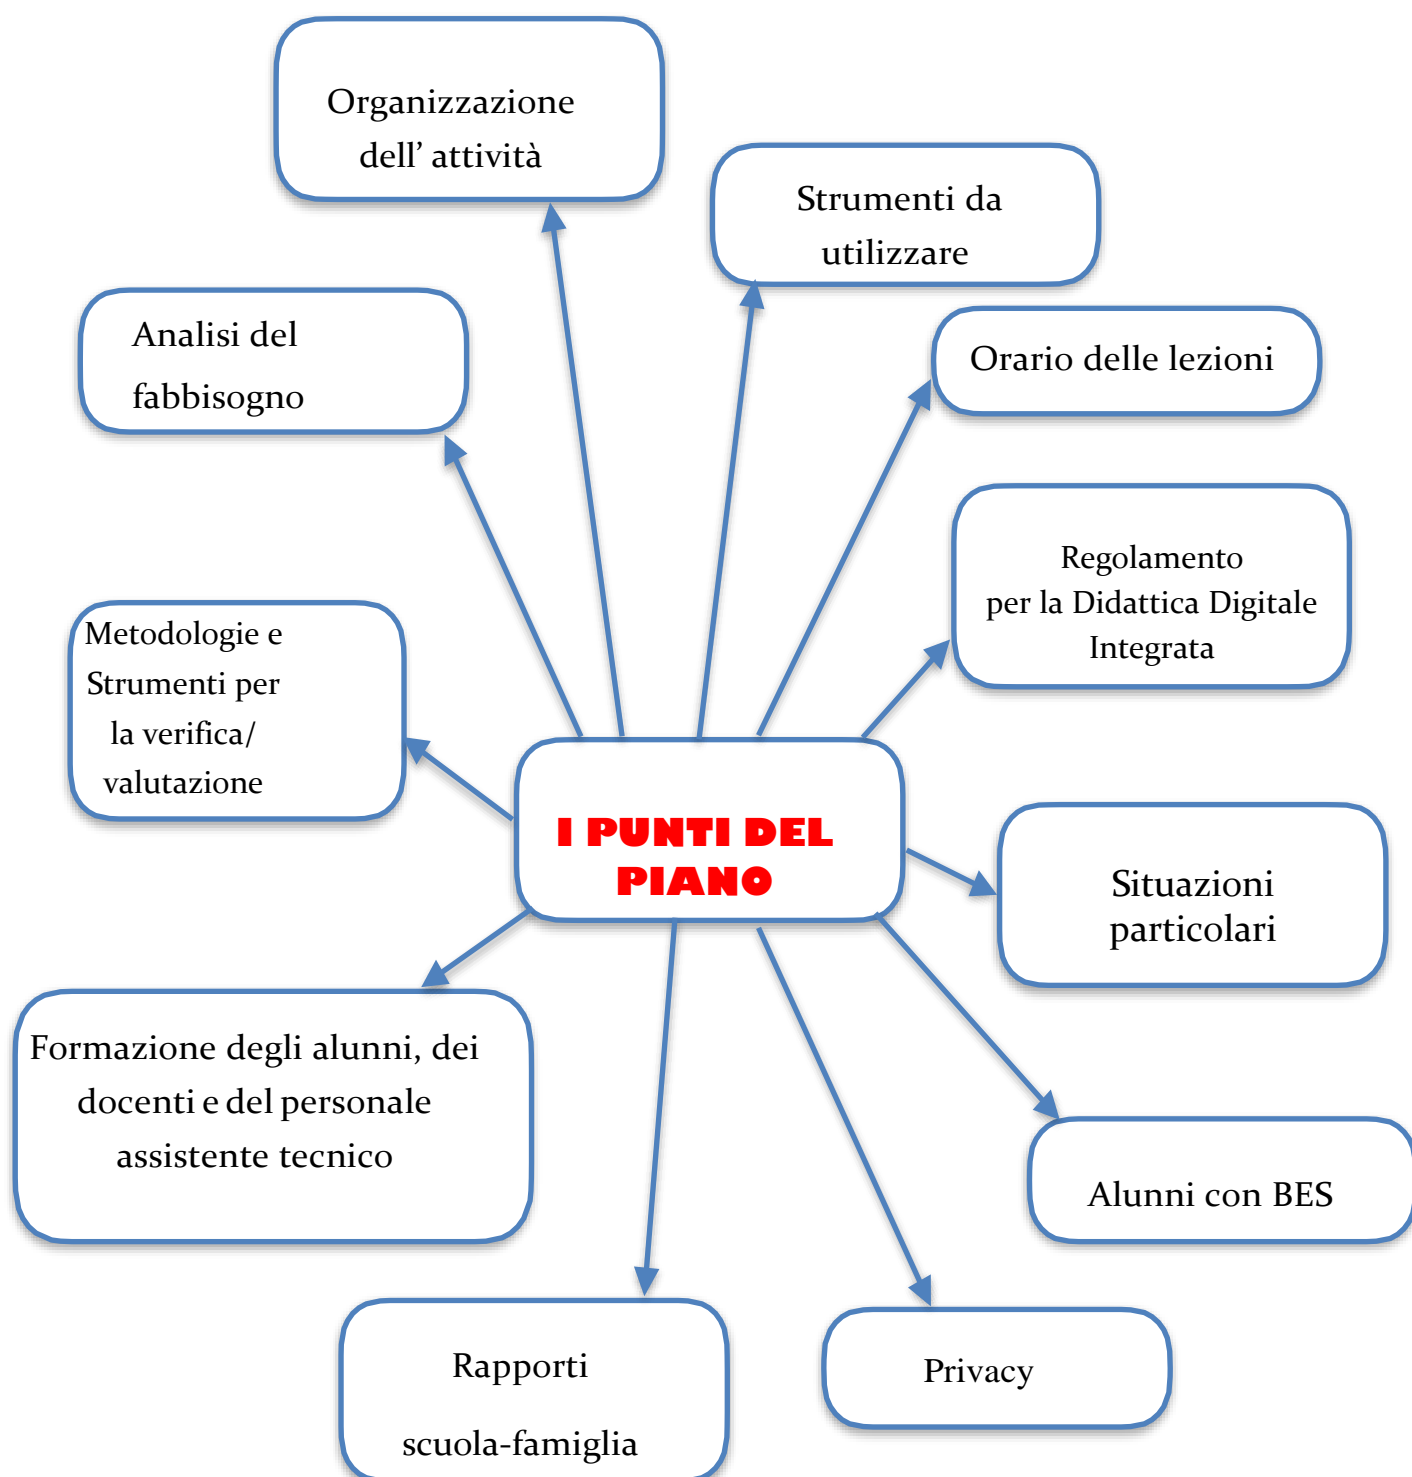 Organizzazione
dell’ attività
Strumenti da
utilizzare
Analisi del
fabbisogno
Orario delle lezioni
Regolamento
per la Didattica Digitale
Integrata
Metodologie e
Strumenti per
la verifica/
valutazione
I PUNTI DEL
PIANO
Situazioni
particolari
Formazione degli alunni, dei
docenti e del personale
assistente tecnico
Alunni con BES
Rapporti
scuola-famiglia
Privacy